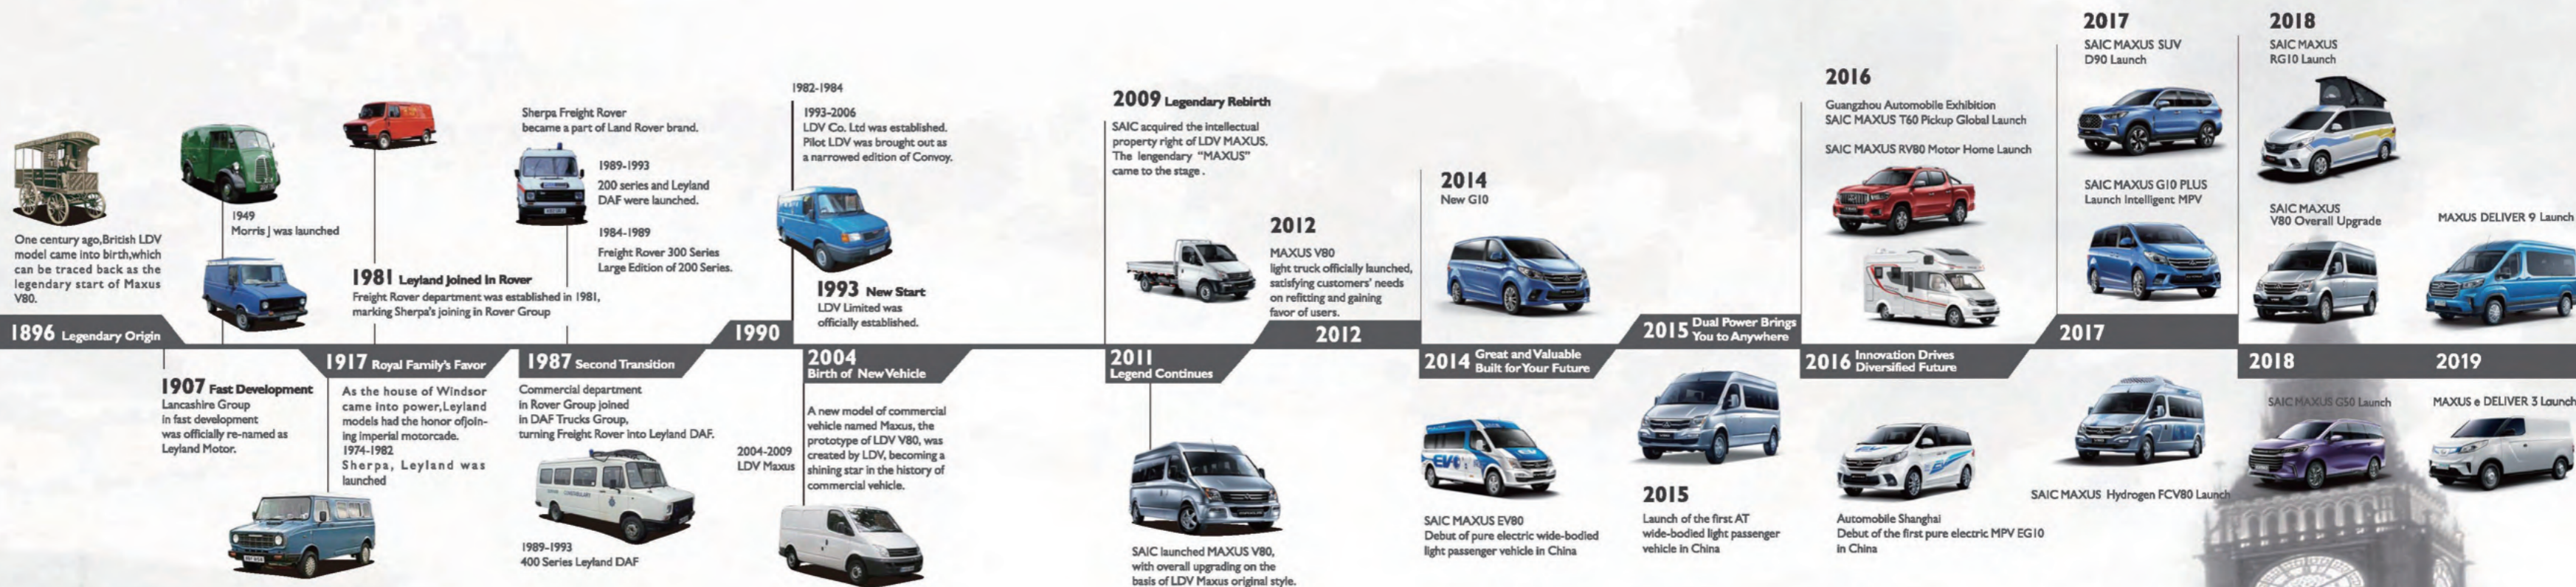 One century ago,British LDV
model came into birth,which
can be traced back as the
legendary start of Maxus
V80.
1896 Legendary Origin
1907 Fast Development
Lancashire Group
in fast development
was officially re-named as
Leyland Motor.
1949
Morris J was launched
1917 Royal Family's Favor
As the house of Windsor
came into power,Leyland
models had the honor ofjoin-
ing imperial motorcade.
1974-1982
Sherpa, Leyland was
launched
1981 Leyland Joined In Rover
Freight Rover department was established in 1981,
marking Sherpa's joining in Rover Group
Sherpa Freight Rover
became a part of Land Rover brand.
1989-1993
200 series and Leyland
DAF were launched.
1984-1989
Freight Rover 300 Series
Large Edition of 200 Series.
1987 Second Transition
Commercial department
in Rover Group joined
in DAF Trucks Group,
turning Freight Rover into Leyland DAF.
1989-1993
400 Series Leyland DAF
1990
1982-1984
1993-2006
LDV Co. Ltd was established.
Pilot LDV was brought out as
a narrowed edition of Convoy.
1993 New Start
LDV Limited was
officially established.
2004
Birth of New Vehicle
A new model of commercial
vehicle named Maxus, the
prototype of LDV V80, was
created by LDV, becoming a
shining star in the history of
commercial vehicle.
2004-2009
LDV Maxus
2009 Legendary Rebirth
SAIC acquired the intellectual
property right of LDV MAXUS.
The lengendary "MAXUS"
came to the stage .
2011
Legend Continues
SAIC launched MAXUS V80,
with overall upgrading on the
basis of LDV Maxus original style.
2012
MAXUS V80
light truck officially launched,
satisfying customers' needs
on refitting and gaining
favor of users.
2012
2014
New G10
2014 Great and Valuable
Built for Your Future
EV
SAIC MAXUS EV80
Debut of pure electric wide-bodied
light passenger vehicle in China
2015 Dual Power Brings
You to Anywhere
2015
Launch of the first AT
wide-bodied light passenger
vehicle in China
2016
Guangzhou Automobile Exhibition
SAIC MAXUS T60 Pickup Global Launch
SAIC MAXUS RV80 Motor Home Launch
2016 Innovation Drives
Diversified Future
Automobile Shanghai
Debut of the first pure electric MPV EG10
in China
2017
SAIC MAXUS SUV
D90 Launch
SAIC MAXUS G10 PLUS
Launch Intelligent MPV
2017
SAIC MAXUS Hydrogen FCV80 Launch
2018
SAIC MAXUS
RG10 Launch
SAIC MAXUS
V80 Overall Upgrade
2018
SAIC MAXUS G50 Launch
MAXUS DELIVER 9 Launch
2019
MAXUS e DELIVER 3 Launch